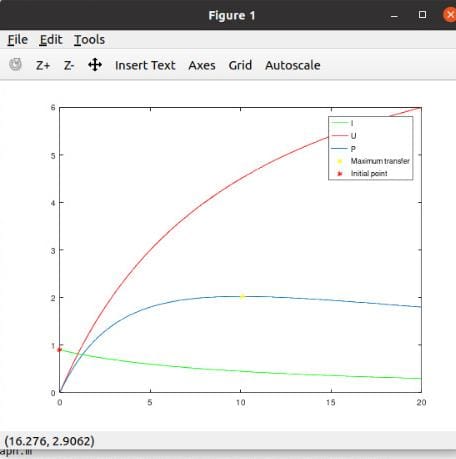 Figure 1
File Edit Tools
Z+ Z- Insert Text Axes Grid Autoscale
6
5
4
3
2
1
0
0 5 10 15 20
I
U
P
Maximum transfer
Initial point
(16.276, 2.9062)
aph.m